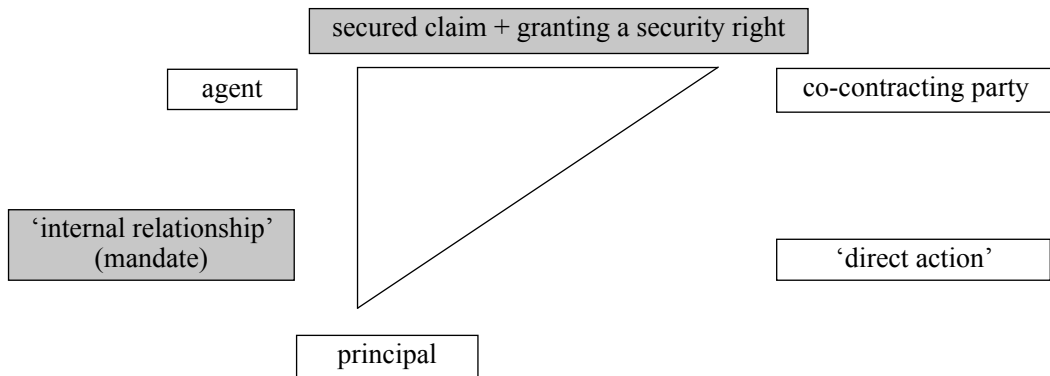 secured claim + granting a security right
agent
co-contracting party
‘internal relationship’
(mandate)
‘direct action’
principal